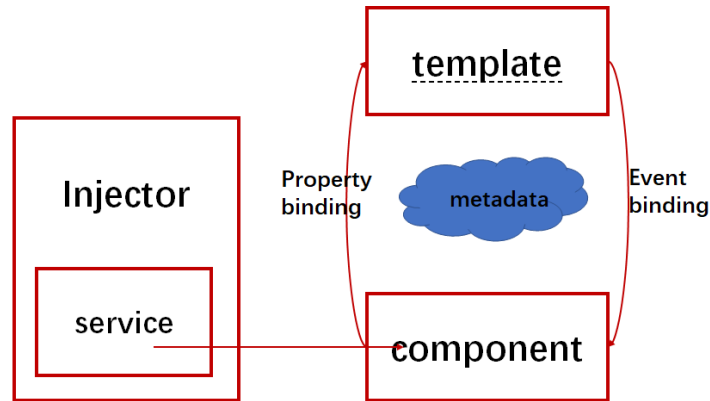 template
Injector
Property
binding
metadata
Event
binding
service
component